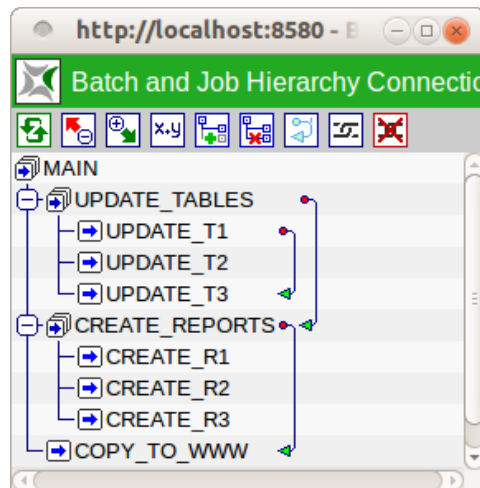 http://localhost:8580 - B
Batch and Job Hierarchy Connectio
x+y
MAIN
UPDATE_TABLES
UPDATE_T1
UPDATE_T2
UPDATE_T3
CREATE_REPORTS
CREATE_R1
CREATE_R2
CREATE_R3
COPY_TO_WWW